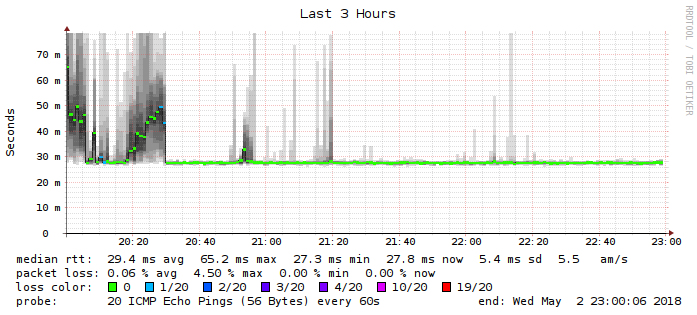 Last 3 Hours
RRDTOOL / TOBI OETIKER
Seconds
70 m
60 m
50 m
40 m
30 m
20 m
10 m
0
20:20 20:40 21:00 21:20 21:40 22:00 22:20 22:40 23:00
median rtt: 29.4 ms avg 65.2 ms max 27.3 ms min 27.8 ms now 5.4 ms sd 5.5 am/s
packet loss: 0.06 % avg 4.50 % max 0.00 % min 0.00 % now
loss color: 0 1/20 2/20 3/20 4/20 10/20 19/20
probe: 20 ICMP Echo Pings (56 Bytes) every 60s end: Wed May 2 23:00:06 2018